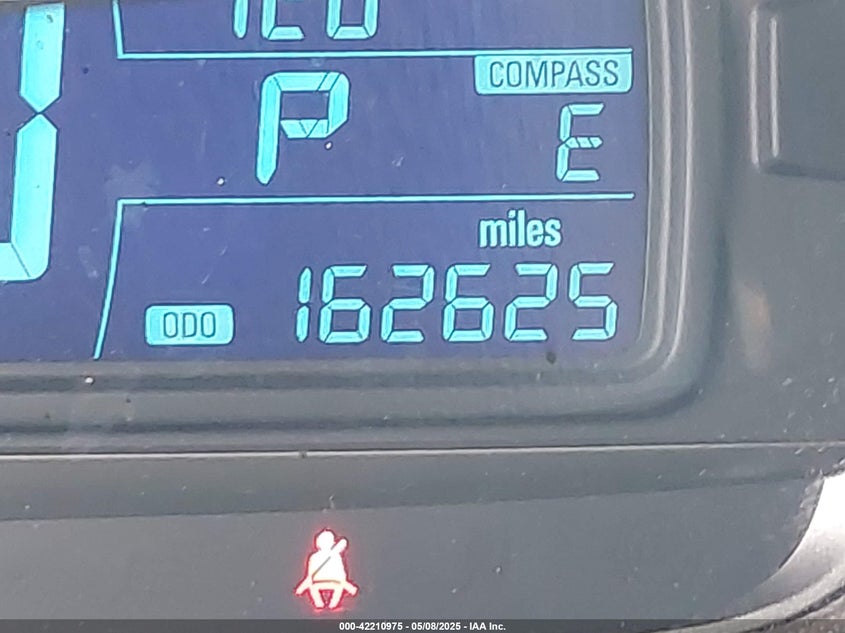 P
COMPASS
E
miles
ODO 162625
000-42210975 - 05/08/2025 - IAA Inc.